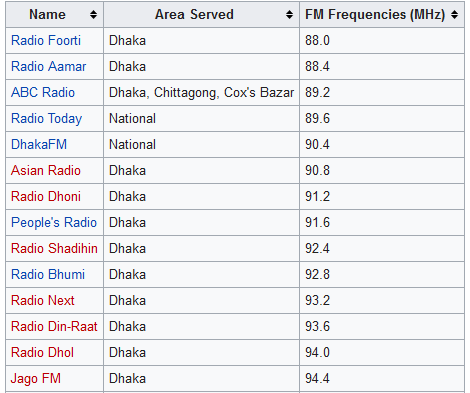 Name Area Served FM Frequencies (MHz)
Radio Foorti Dhaka 88.0
Radio Aamar Dhaka 88.4
ABC Radio Dhaka, Chittagong, Cox's Bazar 89.2
Radio Today National 89.6
DhakaFM National 90.4
Asian Radio Dhaka 90.8
Radio Dhoni Dhaka 91.2
People's Radio Dhaka 91.6
Radio Shadihin Dhaka 92.4
Radio Bhumi Dhaka 92.8
Radio Next Dhaka 93.2
Radio Din-Raat Dhaka 93.6
Radio Dhol Dhaka 94.0
Jago FM Dhaka 94.4